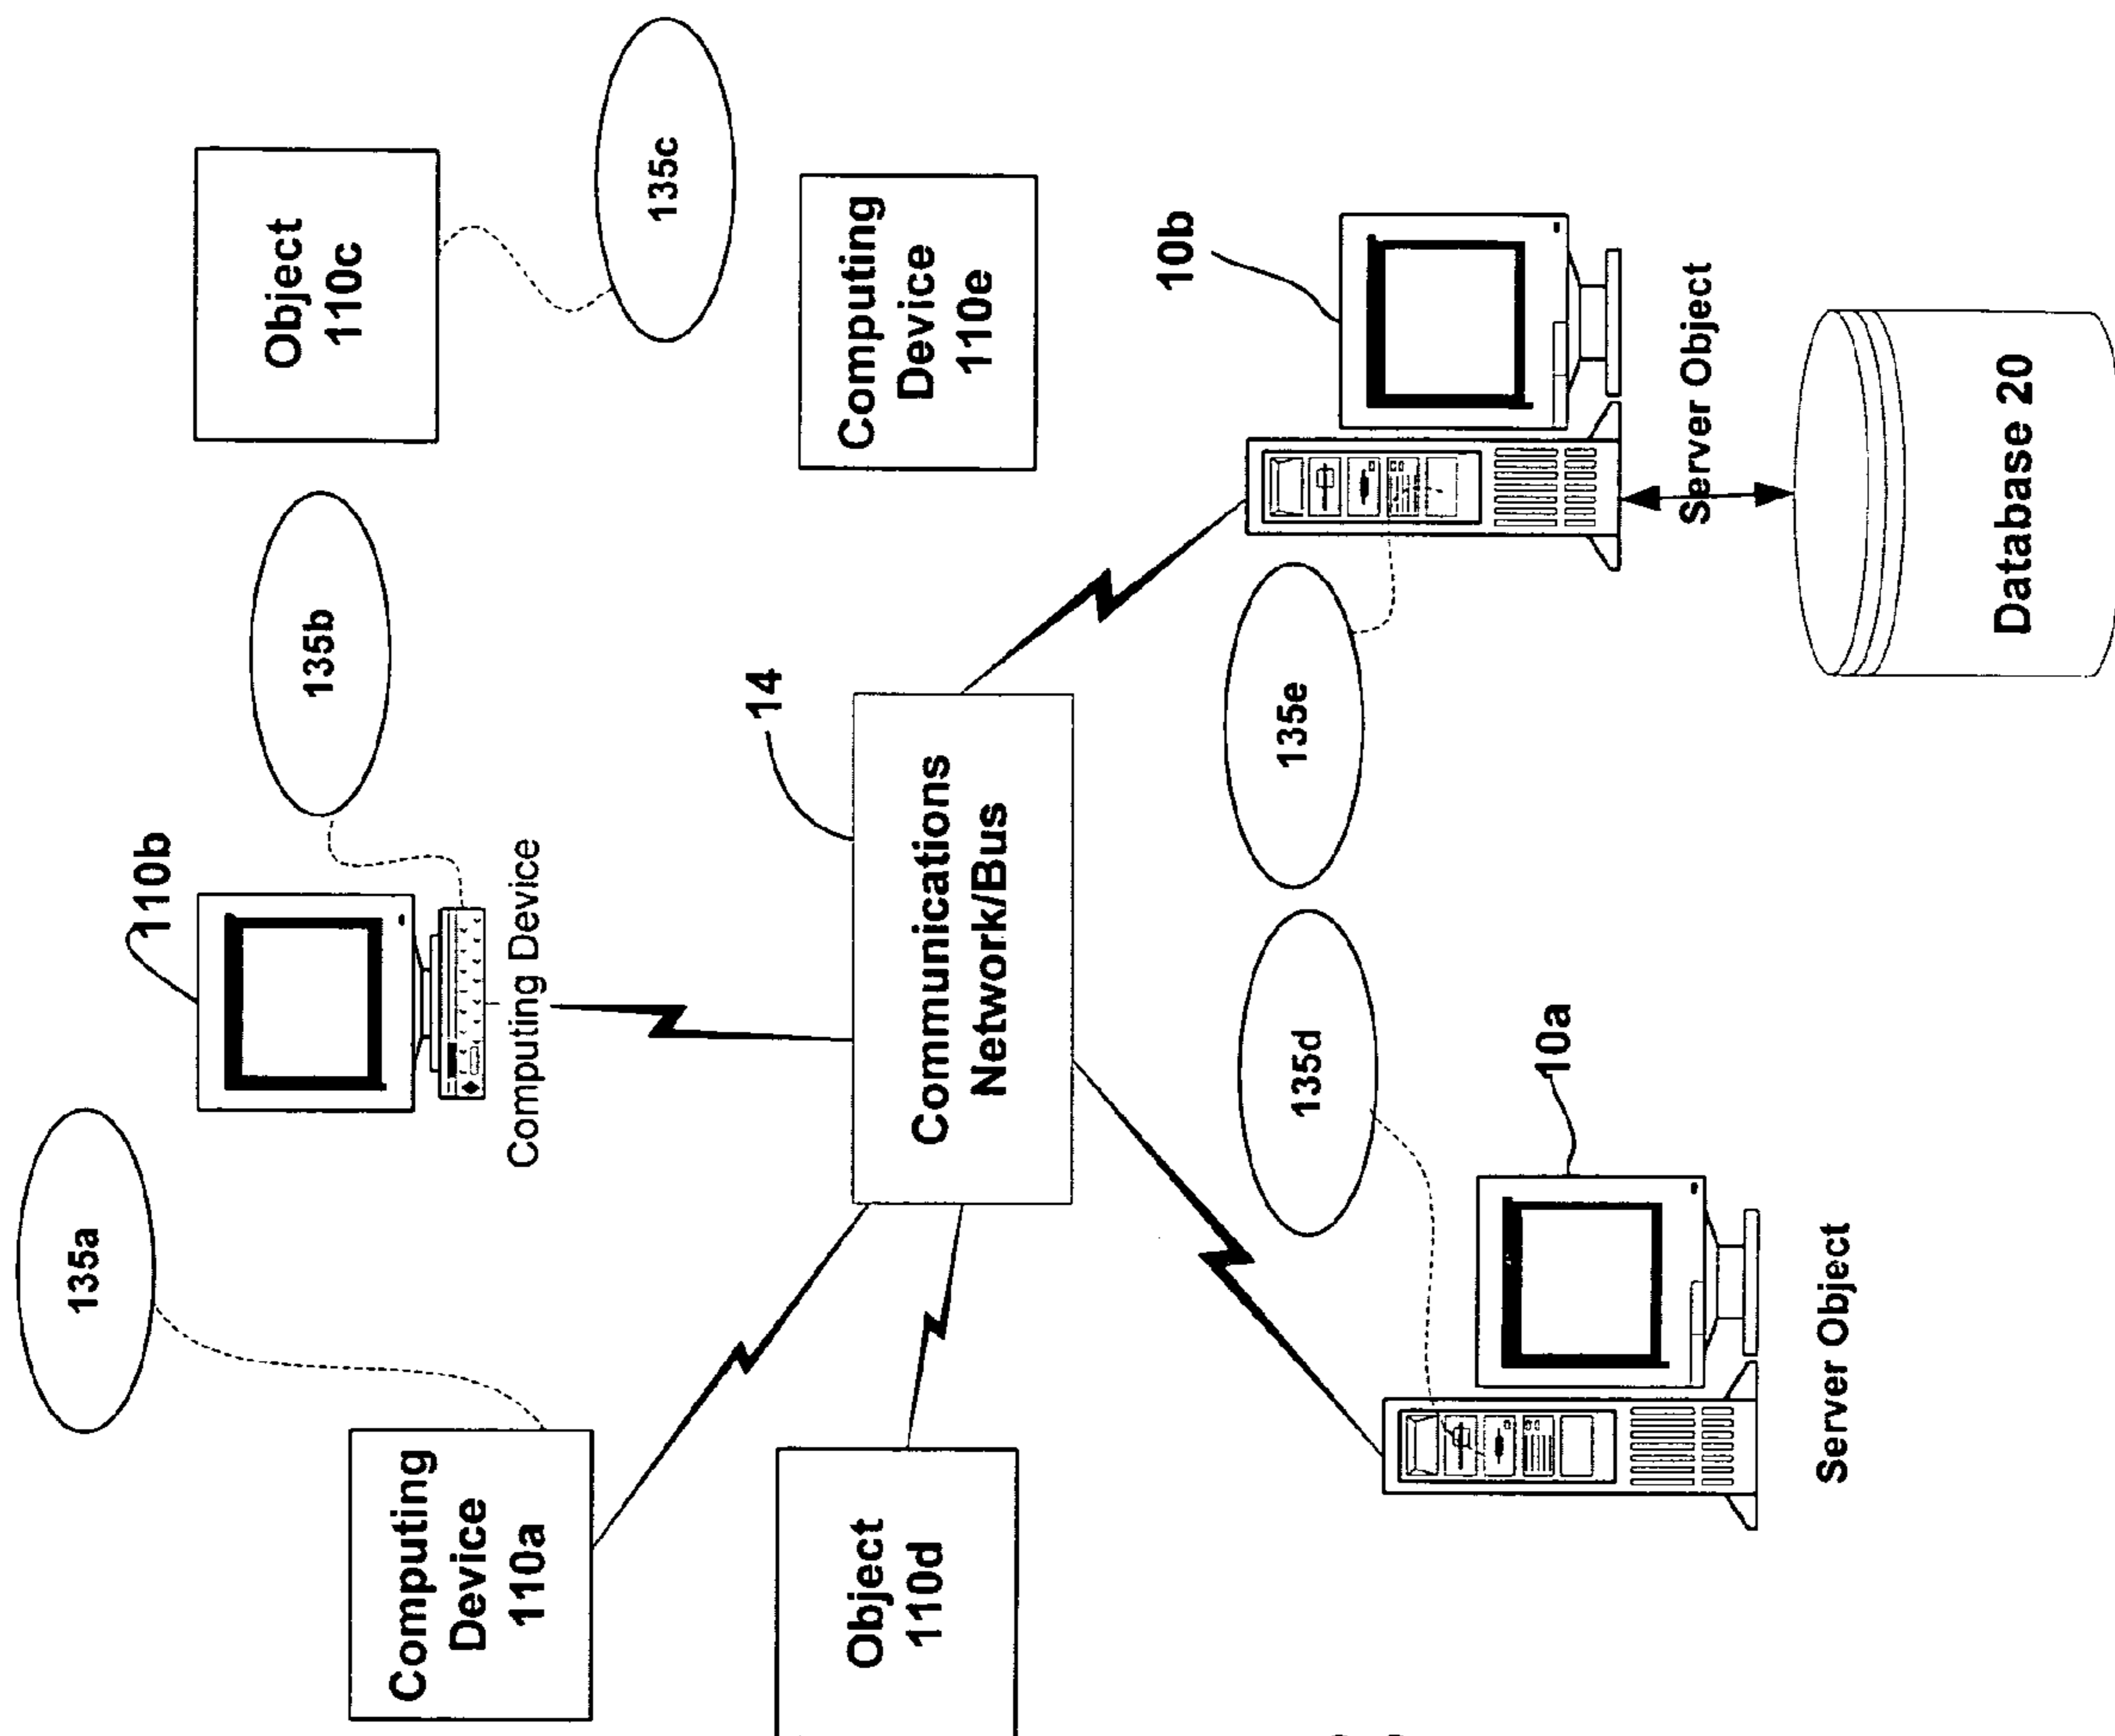 135a
110b
135b
Object
110c
Computing
Device
110a
Computing Device
135c
14
Object
110d
Communications
Network/Bus
Computing
Device
110e
10b
135d
135e
10a
Server Object
Server Object
Database 20